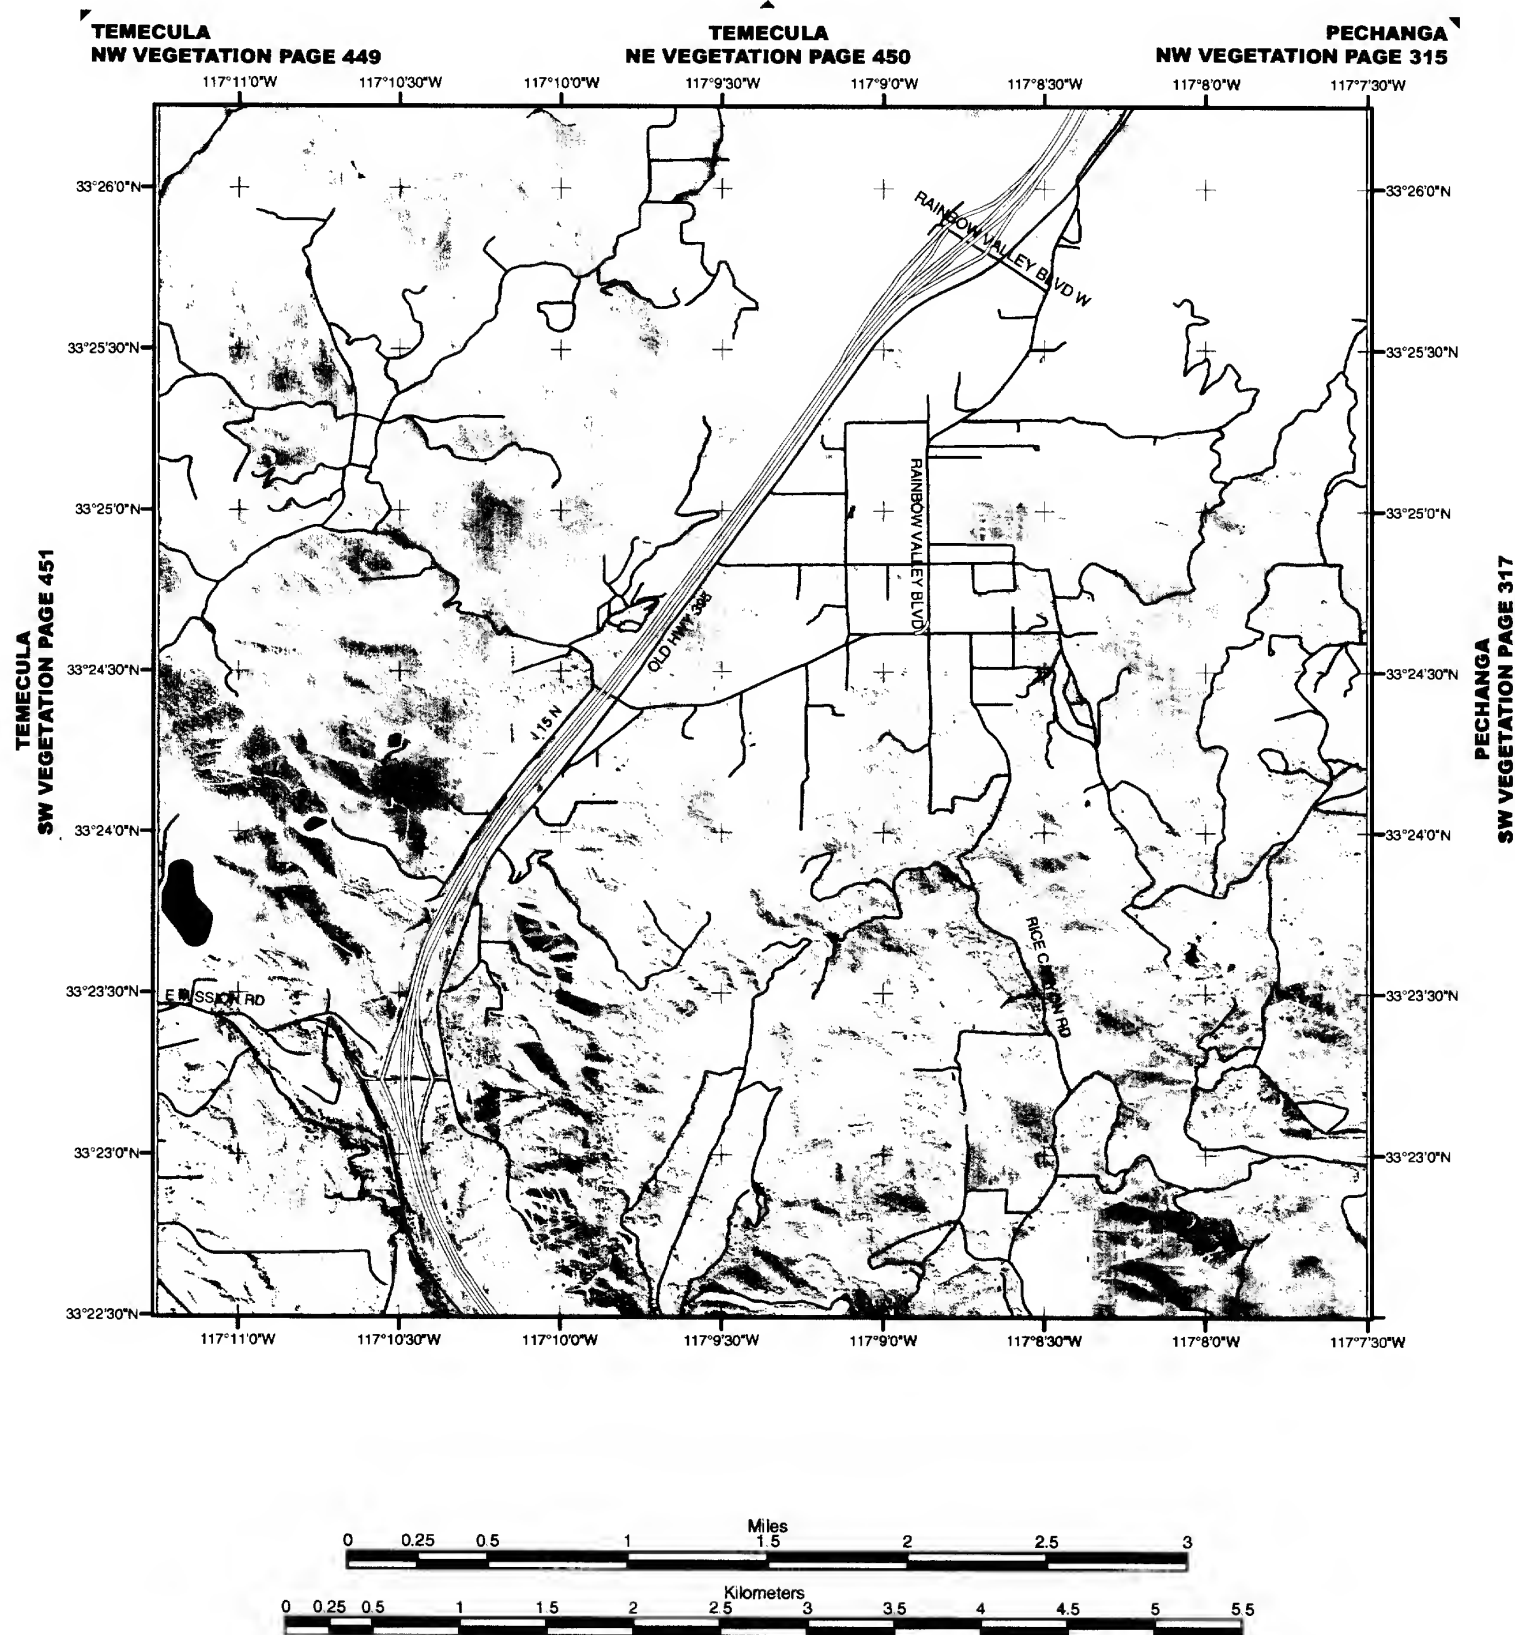 TEMECULA
NW VEGETATION PAGE 449
TEMECULA
NE VEGETATION PAGE 450
PECHANGA
NW VEGETATION PAGE 315
117°11'0"W 117°10'30"W 117°10'0"W 117°9'30"W 117°9'0"W 117°8'30"W 117°8'0"W 117°7'30"W
33°26'0"N 33°26'0"N
RAINBOW VALLEY BLVD W
33°25'30"N 33°25'30"N
RAINBOW VALLEY BLVD
33°25'0"N 33°25'0"N
TEMECULA
SW VEGETATION PAGE 451
PECHANGA
SW VEGETATION PAGE 317
OLD HWY 395
33°24'30"N 33°24'30"N
I 15 N
33°24'0"N 33°24'0"N
RICE CANYON RD
33°23'30"N 33°23'30"N
E MISSION RD
33°23'0"N 33°23'0"N
33°22'30"N
117°11'0"W 117°10'30"W 117°10'0"W 117°9'30"W 117°9'0"W 117°8'30"W 117°8'0"W 117°7'30"W
Miles
0 0.25 0.5 1 1.5 2 2.5 3
Kilometers
0 0.25 0.5 1 1.5 2 2.5 3 3.5 4 4.5 5 5.5